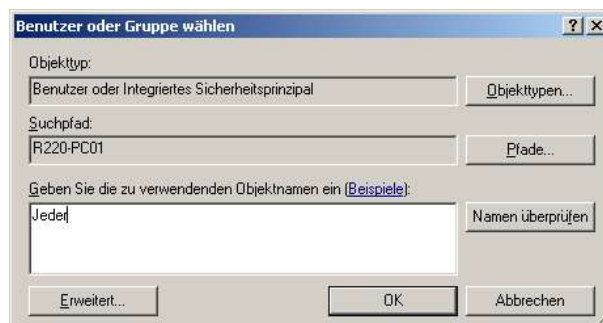 Benutzer oder Gruppe wählen
Objekttyp:
Benutzer oder Integriertes Sicherheitsprinzipal
Objekttypen...
Suchpfad:
R220-PC01
Pfade...
Geben Sie die zu verwendenden Objektnamen ein (Beispiele):
Jeder
Namen überprüfen
Erweitert...
OK
Abbrechen